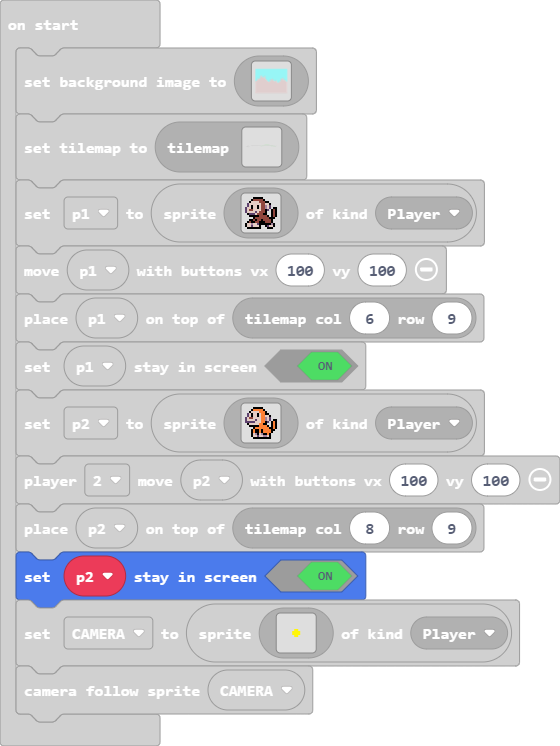 on start
set background image to
set tilemap to tilemap
set p1 to sprite of kind Player
move p1 with buttons vx 100 vy 100
place p1 on top of tilemap col 6 row 9
set p1 stay in screen ON
set p2 to sprite of kind Player
player 2 move p2 with buttons vx 100 vy 100
place p2 on top of tilemap col 8 row 9
set p2 stay in screen ON
set CAMERA to sprite of kind Player
camera follow sprite CAMERA